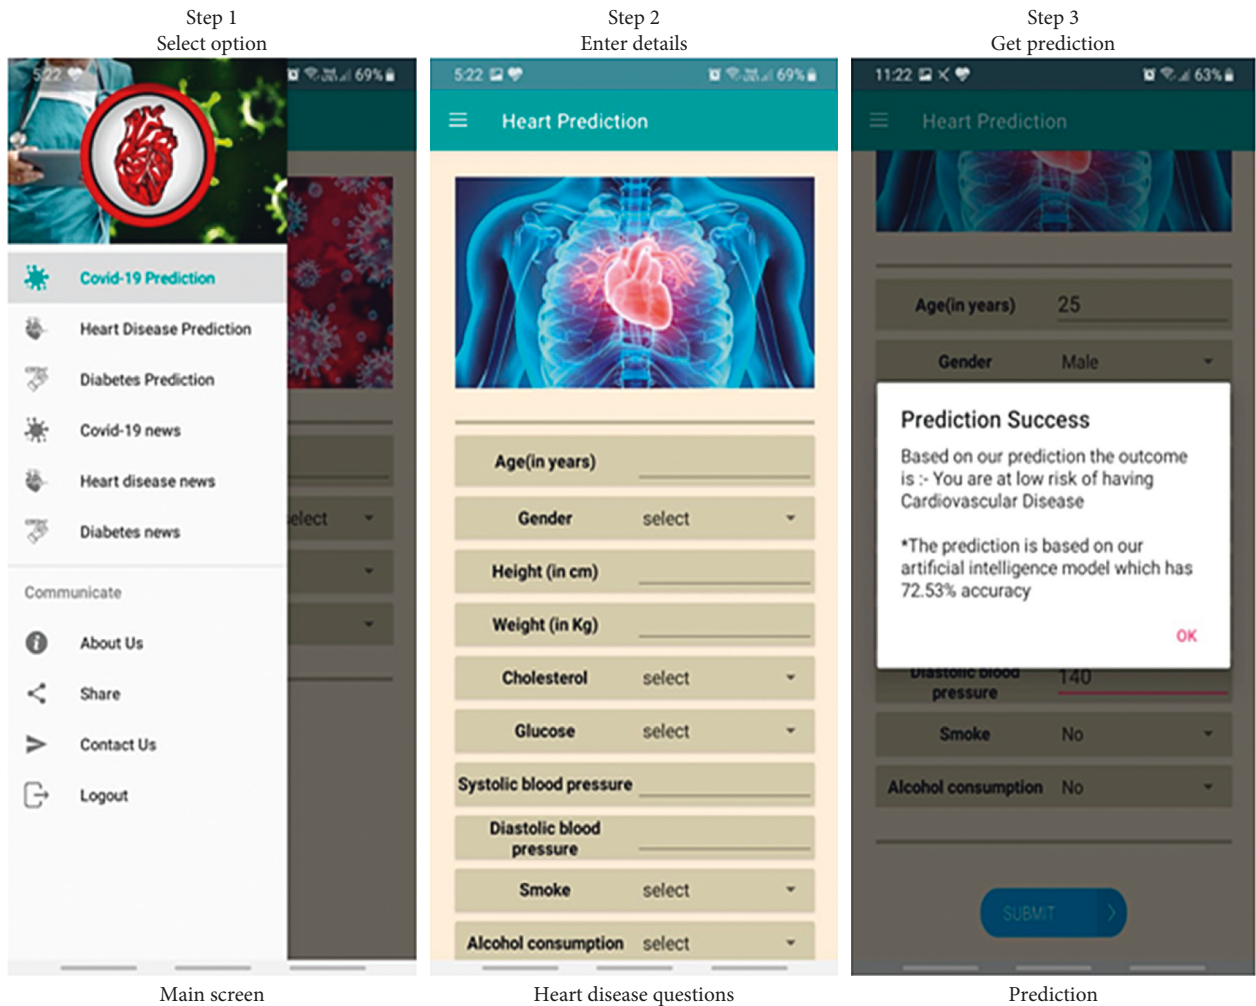 Step 1
Select option
5:22
69%
Covid-19 Prediction
Heart Disease Prediction
Diabetes Prediction
Covid-19 news
Heart disease news
Diabetes news
select
Communicate
About Us
Share
Contact Us
Logout
Main screen
Step 2
Enter details
5:22
69%
Heart Prediction
Age(in years)
Gender select
Height (in cm)
Weight (in Kg)
Cholesterol select
Glucose select
Systolic blood pressure
Diastolic blood
pressure
Smoke select
Alcohol consumption select
Heart disease questions
Step 3
Get prediction
11:22
63%
Heart Prediction
Age(in years) 25
Gender Male
Prediction Success
Based on our prediction the outcome
is :- You are at low risk of having
Cardiovascular Disease
*The prediction is based on our
artificial intelligence model which has
72.53% accuracy
OK
Diastolic blood
pressure 140
Smoke No
Alcohol consumption No
SUBMIT
Prediction